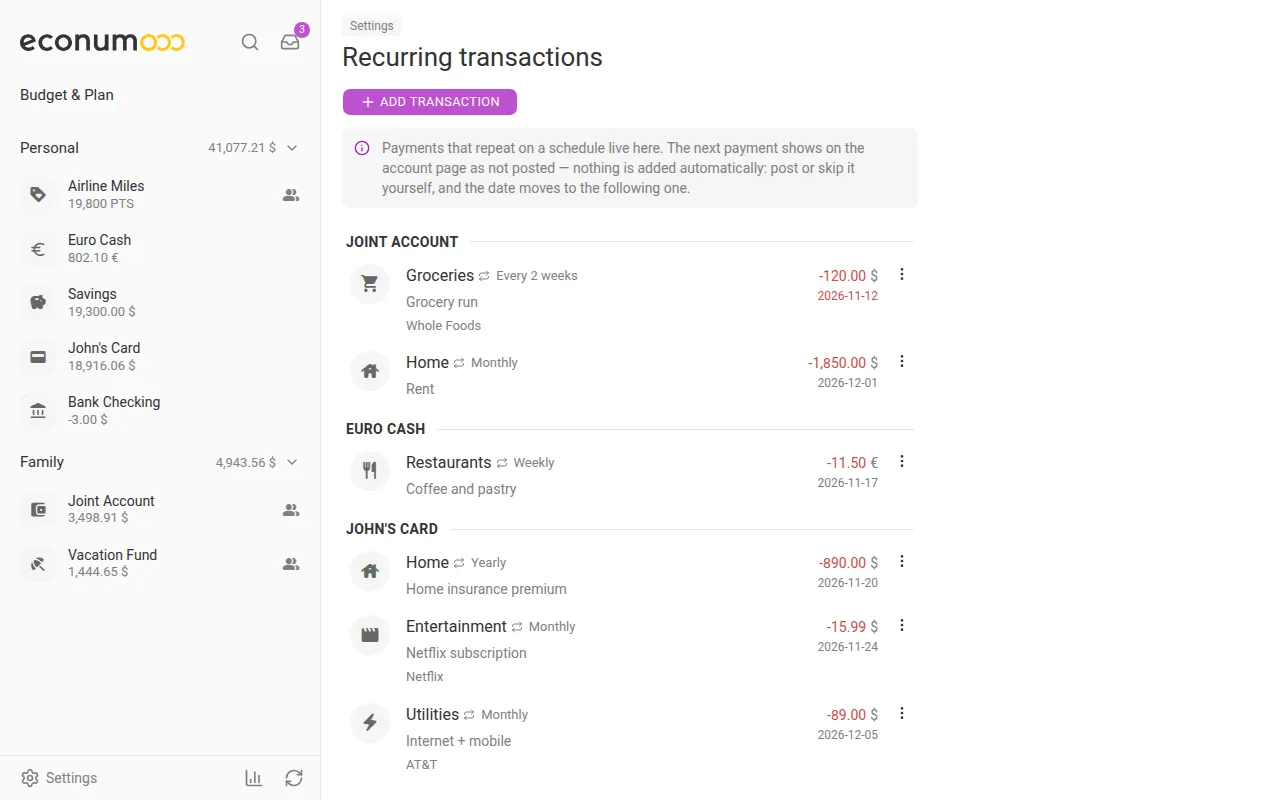 econumooo
3
Budget & Plan
Personal
41,077.21 $
Airline Miles
19,800 PTS
Euro Cash
802.10 €
Savings
19,300.00 $
John's Card
18,916.06 $
Bank Checking
-3.00 $
Family
4,943.56 $
Joint Account
3,498.91 $
Vacation Fund
1,444.65 $
Settings
Settings
Recurring transactions
+ ADD TRANSACTION
Payments that repeat on a schedule live here. The next payment shows on the
account page as not posted — nothing is added automatically: post or skip it
yourself, and the date moves to the following one.
JOINT ACCOUNT
Groceries Every 2 weeks
-120.00 $
Grocery run
2026-11-12
Whole Foods
Home Monthly
-1,850.00 $
Rent
2026-12-01
EURO CASH
Restaurants Weekly
-11.50 €
Coffee and pastry
2026-11-17
JOHN'S CARD
Home Yearly
-890.00 $
Home insurance premium
2026-11-20
Entertainment Monthly
-15.99 $
Netflix subscription
2026-11-24
Netflix
Utilities Monthly
-89.00 $
Internet + mobile
2026-12-05
AT&T